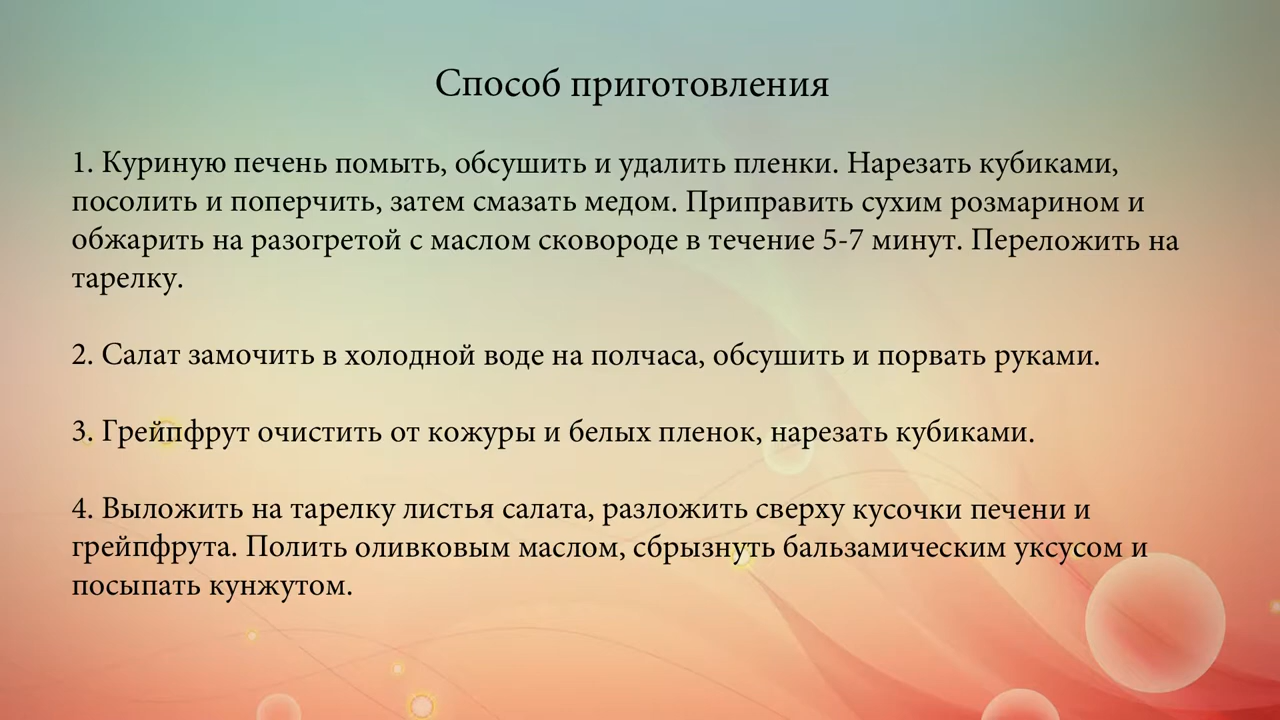 Способ приготовления
1. Куриную печень помыть, обсушить и удалить пленки. Нарезать кубиками,
посолить и поперчить, затем смазать медом. Приправить сухим розмарином и
обжарить на разогретой с маслом сковороде в течение 5-7 минут. Переложить на
тарелку.
2. Салат замочить в холодной воде на полчаса, обсушить и порвать руками.
3. Грейпфрут очистить от кожуры и белых пленок, нарезать кубиками.
4. Выложить на тарелку листья салата, разложить сверху кусочки печени и
грейпфрута. Полить оливковым маслом, сбрызнуть бальзамическим уксусом и
посыпать кунжутом.